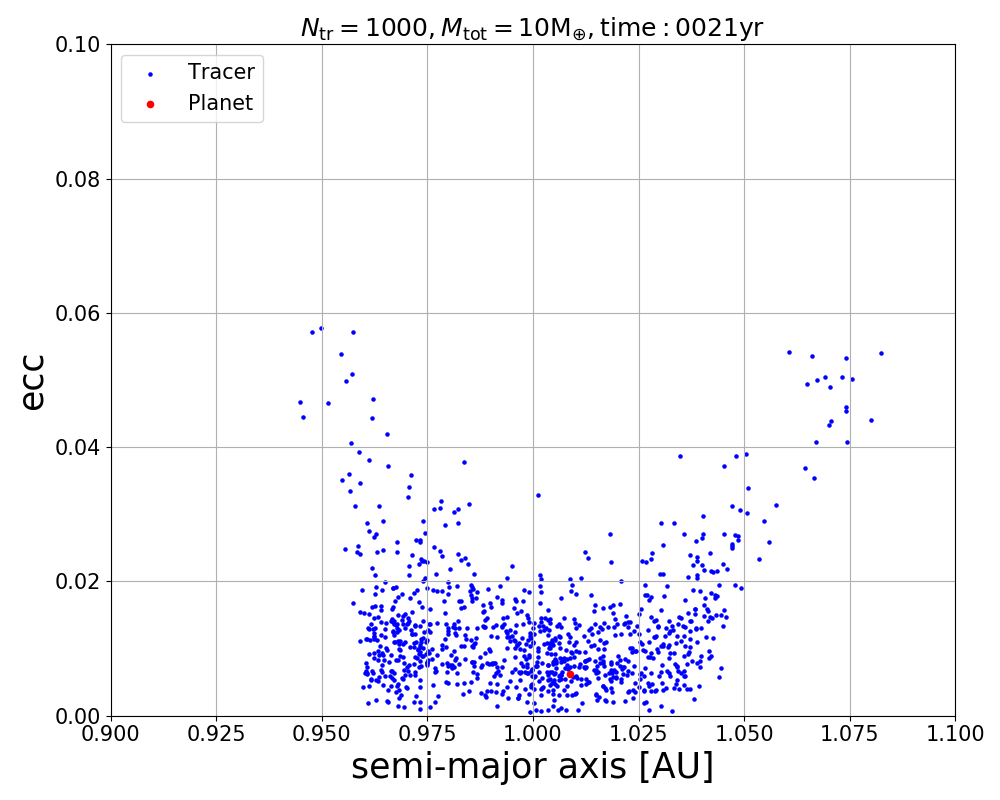 N_tr = 1000, M_tot = 10M_⊕, time : 0021yr
Tracer
Planet
ecc
0.10
0.08
0.06
0.04
0.02
0.00
0.900 0.925 0.950 0.975 1.000 1.025 1.050 1.075 1.100
semi-major axis [AU]